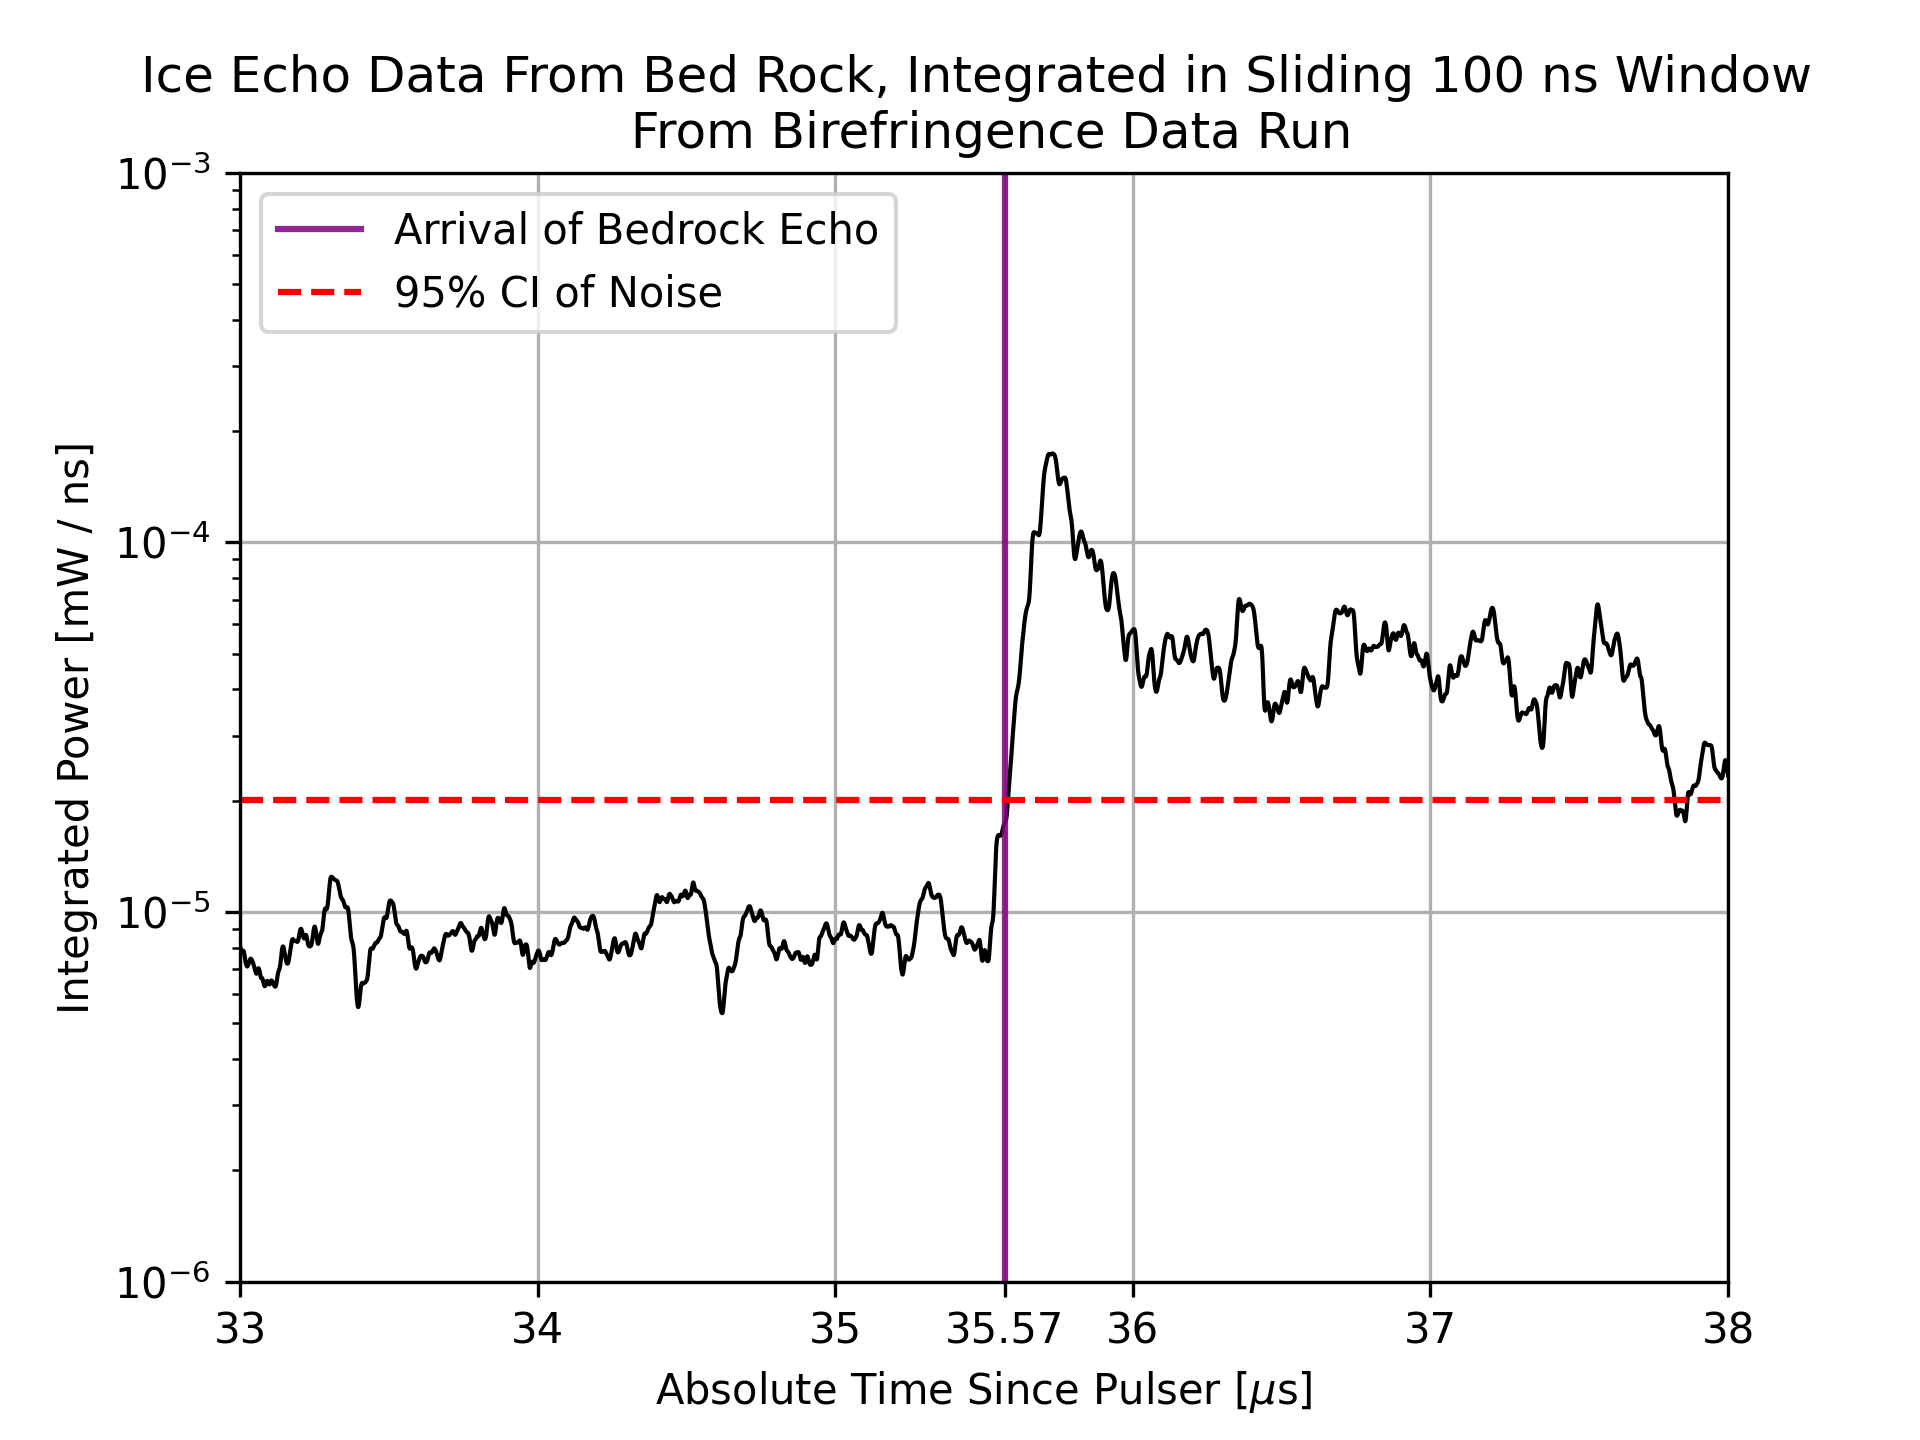 Ice Echo Data From Bed Rock, Integrated in Sliding 100 ns Window
From Birefringence Data Run
Arrival of Bedrock Echo
95% CI of Noise
Integrated Power [mW / ns]
10⁻³
10⁻⁴
10⁻⁵
10⁻⁶
33 34 35 35.57 36 37 38
Absolute Time Since Pulser [μs]